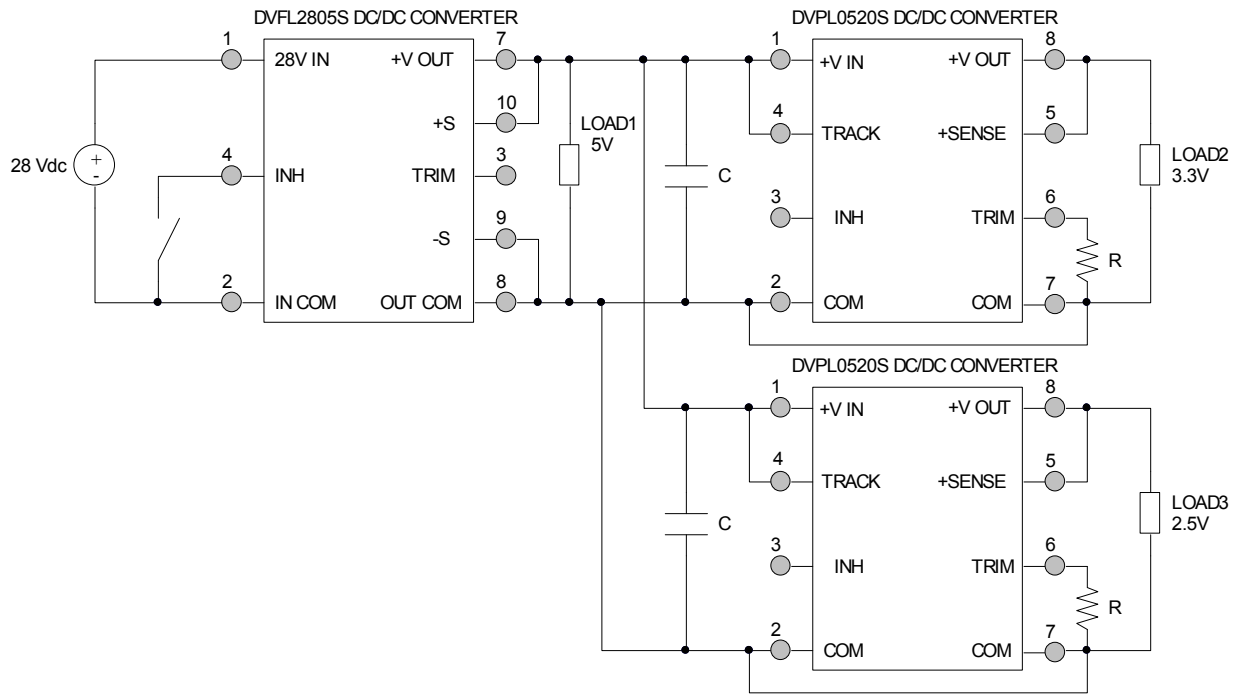 DVFL2805S DC/DC CONVERTER
1
28V IN
+V OUT
7
+S
10
28 Vdc
+
-
4
INH
TRIM
3
-S
9
2
IN COM
OUT COM
8
LOAD1
5V
C
DVPL0520S DC/DC CONVERTER
1
+V IN
+V OUT
8
4
TRACK
+SENSE
5
3
INH
TRIM
6
R
2
COM
COM
7
LOAD2
3.3V
C
DVPL0520S DC/DC CONVERTER
1
+V IN
+V OUT
8
4
TRACK
+SENSE
5
3
INH
TRIM
6
R
2
COM
COM
7
LOAD3
2.5V